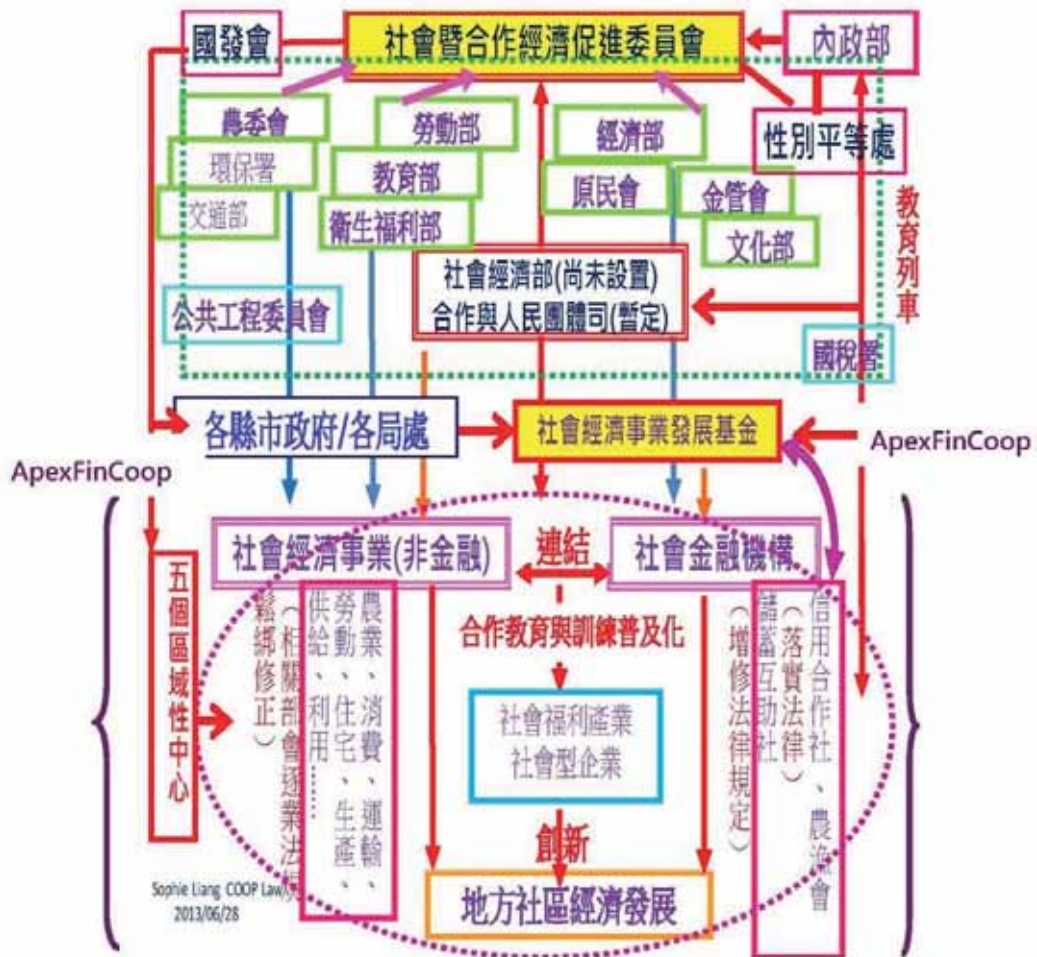 國發會
社會暨合作經濟促進委員會
內政部
農委會
勞動部
經濟部
性別平等處
環保署
教育部
原民會
金管會
交通部
衛生福利部
文化部
教育列車
社會經濟部(尚未設置)
合作與人民團體司(暫定)
公共工程委員會
國稅署
各縣市政府/各局處
社會經濟事業發展基金
ApexFinCoop
ApexFinCoop
社會經濟事業(非金融)
連結
社會金融機構
五個區域性中心
農業、消費、運輸、
勞動、住宅、生產、
供給、利用……
(相關部會逐業法規
鬆綁修正)
合作教育與訓練普及化
社會福利產業
社會型企業
信用合作社、農漁會
(落實法律)
儲蓄互助社
(增修法律規定)
創新
地方社區經濟發展
Sophie Liang COOP Law
2013/06/28